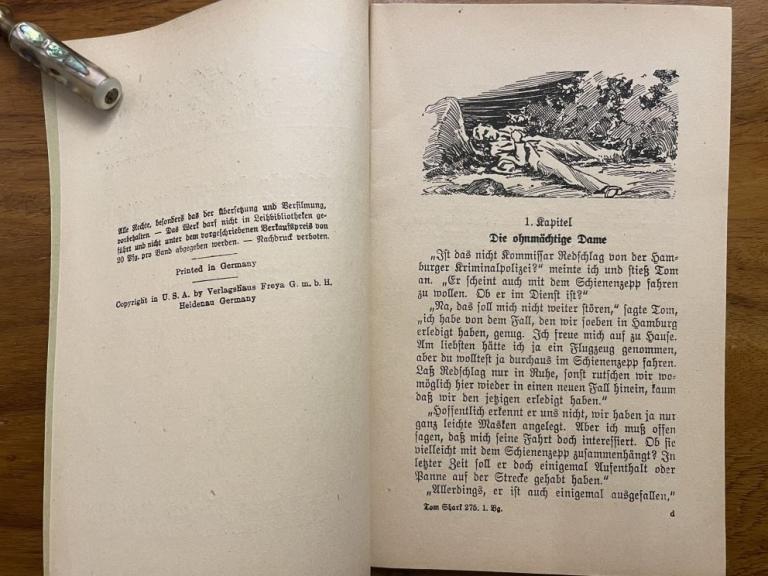 Alle Rechte, besonders das der Übersetzung und Verfilmung,
vorbehalten. — Das Werk darf nicht in Leihbibliotheken ge-
führt und nicht unter dem vorgeschriebenen Verkaufspreis von
20 Pfg. pro Band abgegeben werden. — Nachdruck verboten.
Printed in Germany
Copyright in U. S. A. by Verlagshaus Freya G. m. b. H.
Heidenau Germany
1. Kapitel
Die ohnmächtige Dame
„Ist das nicht Kommissar Redschlag von der Ham-
burger Kriminalpolizei?“ meinte ich und stieß Tom
an. „Er scheint auch mit dem Schienenzepp fahren
zu wollen. Ob er im Dienst ist?“
„Na, das soll mich nicht weiter stören,“ sagte Tom,
„ich habe von dem Fall, den wir soeben in Hamburg
erledigt haben, genug. Ich freue mich auf zu Hause.
Am liebsten hätte ich ja ein Flugzeug genommen,
aber du wolltest ja durchaus im Schienenzepp fahren.
Laß Redschlag nur in Ruhe, sonst rutschen wir wo-
möglich hier wieder in einen neuen Fall hinein, kaum
daß wir den jetzigen erledigt haben.“
„Hoffentlich erkennt er uns nicht, wir haben ja nur
ganz leichte Masken angelegt. Aber ich muß offen
sagen, daß mich seine Fahrt doch interessiert. Ob sie
vielleicht mit dem Schienenzepp zusammenhängt? In
letzter Zeit soll er doch einigemal Aufenthalt oder
Panne auf der Strecke gehabt haben.“
„Allerdings, er ist auch einigemal ausgefallen,“
Tom Shark 275. 1. Bg.
d